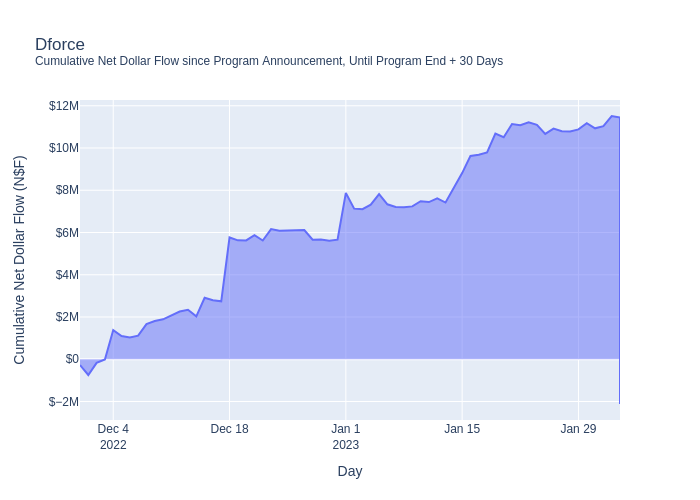 Dforce
Cumulative Net Dollar Flow since Program Announcement, Until Program End + 30 Days
Cumulative Net Dollar Flow (N$F)
$12M
$10M
$8M
$6M
$4M
$2M
$0
$−2M
Dec 4
2022
Dec 18
Jan 1
2023
Jan 15
Jan 29
Day